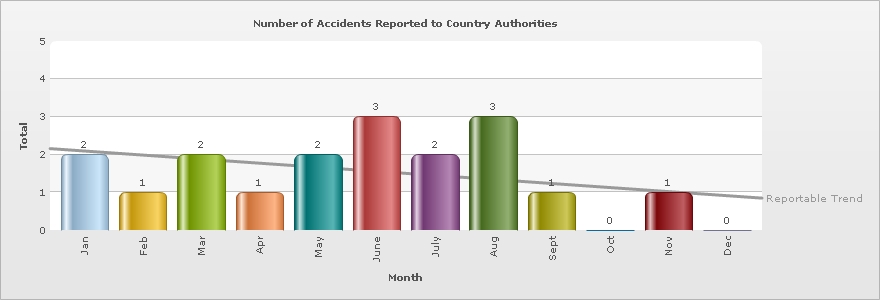 Number of Accidents Reported to Country Authorities
5
4
3
2
1
0
Total
2
1
2
1
2
3
2
3
1
0
1
0
Reportable Trend
Jan
Feb
Mar
Apr
May
June
July
Aug
Sept
Oct
Nov
Dec
Month